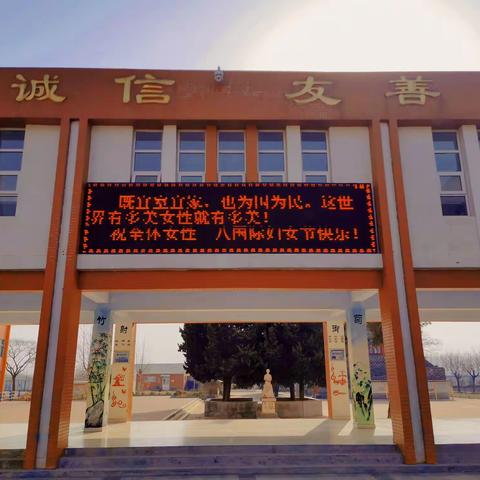 诚信 友善
既宜室宜家，也为国为民。这世
界有多美女性就有多美！
祝全体女性 八国际妇女节快乐！
竹
菊